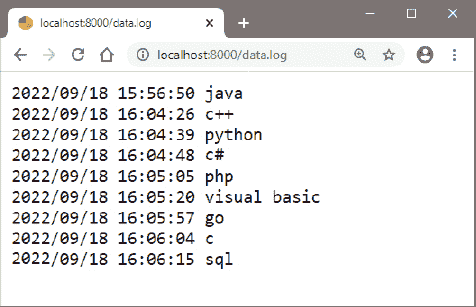 localhost:8000/data.log
localhost:8000/data.log
2022/09/18 15:56:50 java
2022/09/18 16:04:26 c++
2022/09/18 16:04:39 python
2022/09/18 16:04:48 c#
2022/09/18 16:05:05 php
2022/09/18 16:05:20 visual basic
2022/09/18 16:05:57 go
2022/09/18 16:06:04 c
2022/09/18 16:06:15 sql